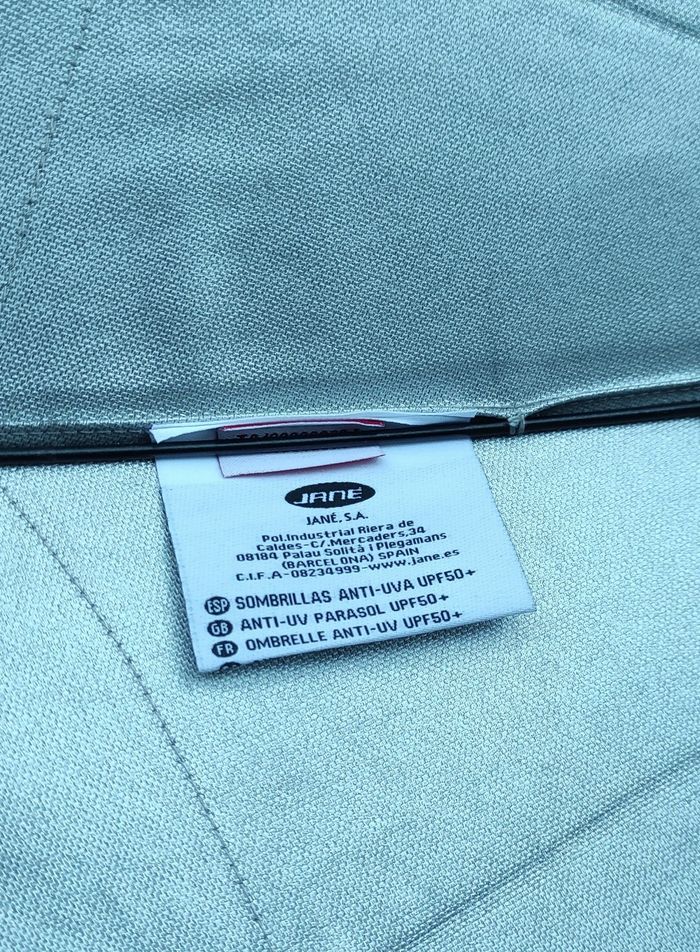 JANÉ
JANÉ, S.A.
Pol.Industrial Riera de
Caldes-C/.Mercaders,34
08184 Palau Solità i Plegamans
(BARCELONA) SPAIN
C.I.F.A-08234999-www.jane.es
ESP SOMBRILLAS ANTI-UVA UPF50+
GB ANTI-UV PARASOL UPF50+
FR OMBRELLE ANTI-UV UPF50+